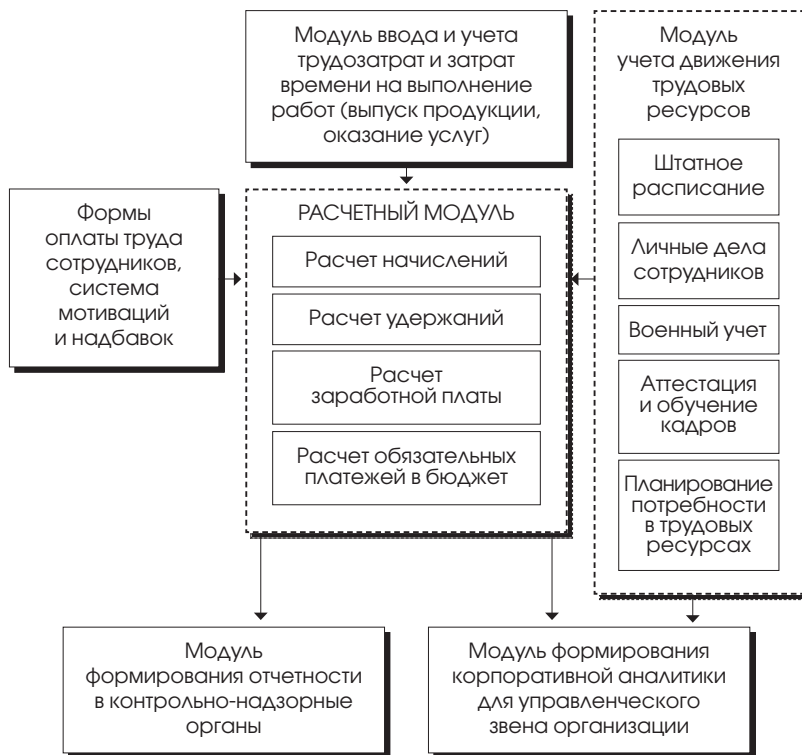 Модуль ввода и учета
трудозатрат и затрат
времени на выполнение
работ (выпуск продукции,
оказание услуг)
Модуль
учета движения
трудовых
ресурсов
Штатное
расписание
Личные дела
сотрудников
Военный учет
Аттестация
и обучение
кадров
Планирование
потребности
в трудовых
ресурсах
Формы
оплаты труда
сотрудников,
система
мотиваций
и надбавок
РАСЧЕТНЫЙ МОДУЛЬ
Расчет начислений
Расчет удержаний
Расчет
заработной платы
Расчет обязательных
платежей в бюджет
Модуль
формирования отчетности
в контрольно-надзорные
органы
Модуль формирования
корпоративной аналитики
для управленческого
звена организации